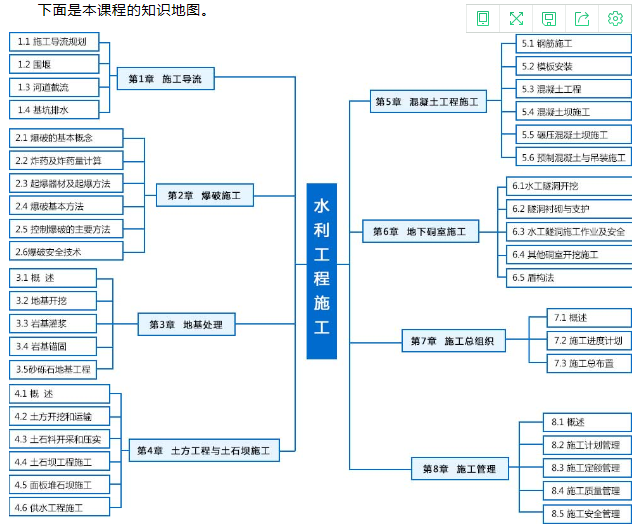 下面是本课程的知识地图。
水利工程施工
第1章 施工导流
1.1 施工导流规划
1.2 围堰
1.3 河道截流
1.4 基坑排水
第2章 爆破施工
2.1 爆破的基本概念
2.2 炸药及炸药量计算
2.3 起爆器材及起爆方法
2.4 爆破基本方法
2.5 控制爆破的主要方法
2.6爆破安全技术
第3章 地基处理
3.1 概 述
3.2 地基开挖
3.3 岩基灌浆
3.4 岩基锚固
3.5砂砾石地基工程
第4章 土方工程与土石坝施工
4.1 概 述
4.2 土方开挖和运输
4.3 土石料开采和压实
4.4 土石坝工程施工
4.5 面板堆石坝施工
4.6 供水工程施工
第5章 混凝土工程施工
5.1 钢筋施工
5.2 模板安装
5.3 混凝土工程
5.4 混凝土坝施工
5.5 碾压混凝土坝施工
5.6 预制混凝土与吊装施工
第6章 地下硐室施工
6.1水工隧洞开挖
6.2 隧洞衬砌与支护
6.3 水工隧洞施工作业及安全
6.4 其他硐室开挖施工
6.5 盾构法
第7章 施工总组织
7.1 概述
7.2 施工进度计划
7.3 施工总布置
第8章 施工管理
8.1 概述
8.2 施工计划管理
8.3 施工定额管理
8.4 施工质量管理
8.5 施工安全管理